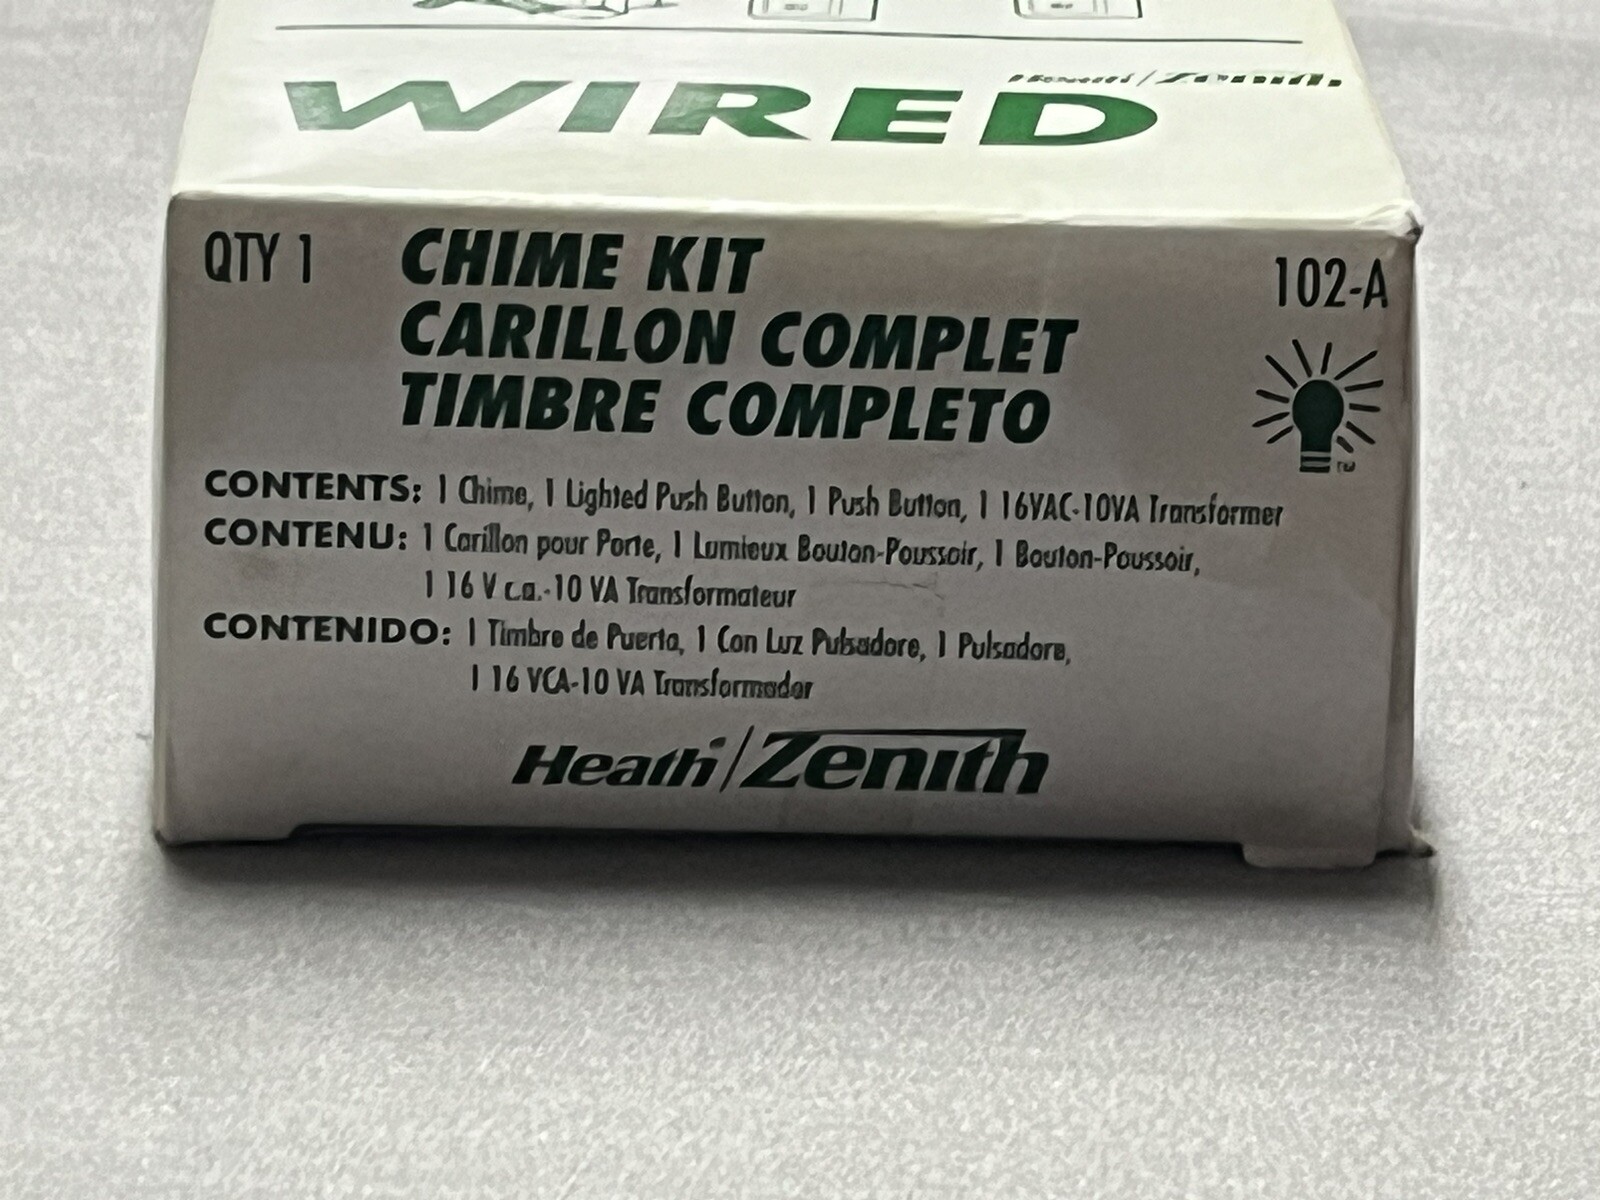 Heath/Zenith
WIRED
QTY 1 CHIME KIT 102-A
CARILLON COMPLET
TIMBRE COMPLETO
CONTENTS: 1 Chime, 1 Lighted Push Button, 1 Push Button, 1 16VAC-10VA Transformer
CONTENU: 1 Carillon pour Porte, 1 Lumieux Bouton-Poussoir, 1 Bouton-Poussoir,
1 16 V c.a.-10 VA Transformateur
CONTENIDO: 1 Timbre de Puerta, 1 Con Luz Pulsadore, 1 Pulsadore,
1 16 VCA-10 VA Transformador
TM
Heath/Zenith